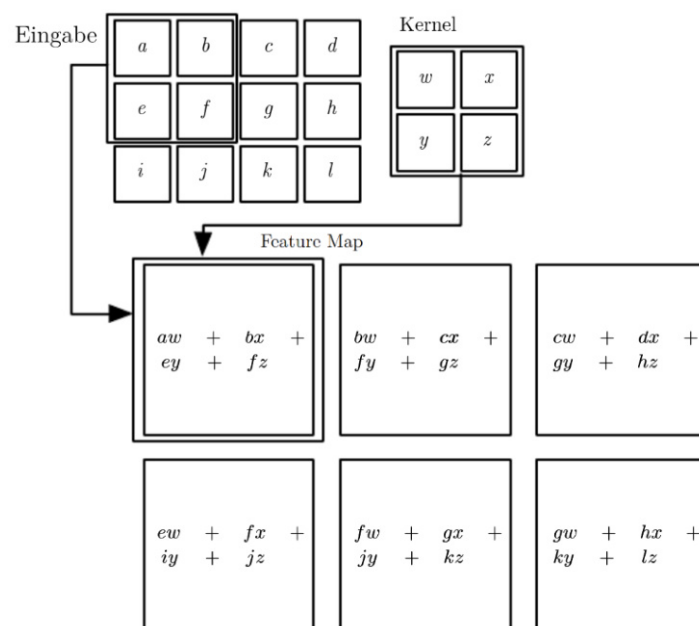 Eingabe
Kernel
a b c d
w x
e f g h
y z
i j k l
Feature Map
aw + bx +
ey + fz
bw + cx +
fy + gz
cw + dx +
gy + hz
ew + fx +
iy + jz
fw + gx +
jy + kz
gw + hx +
ky + lz